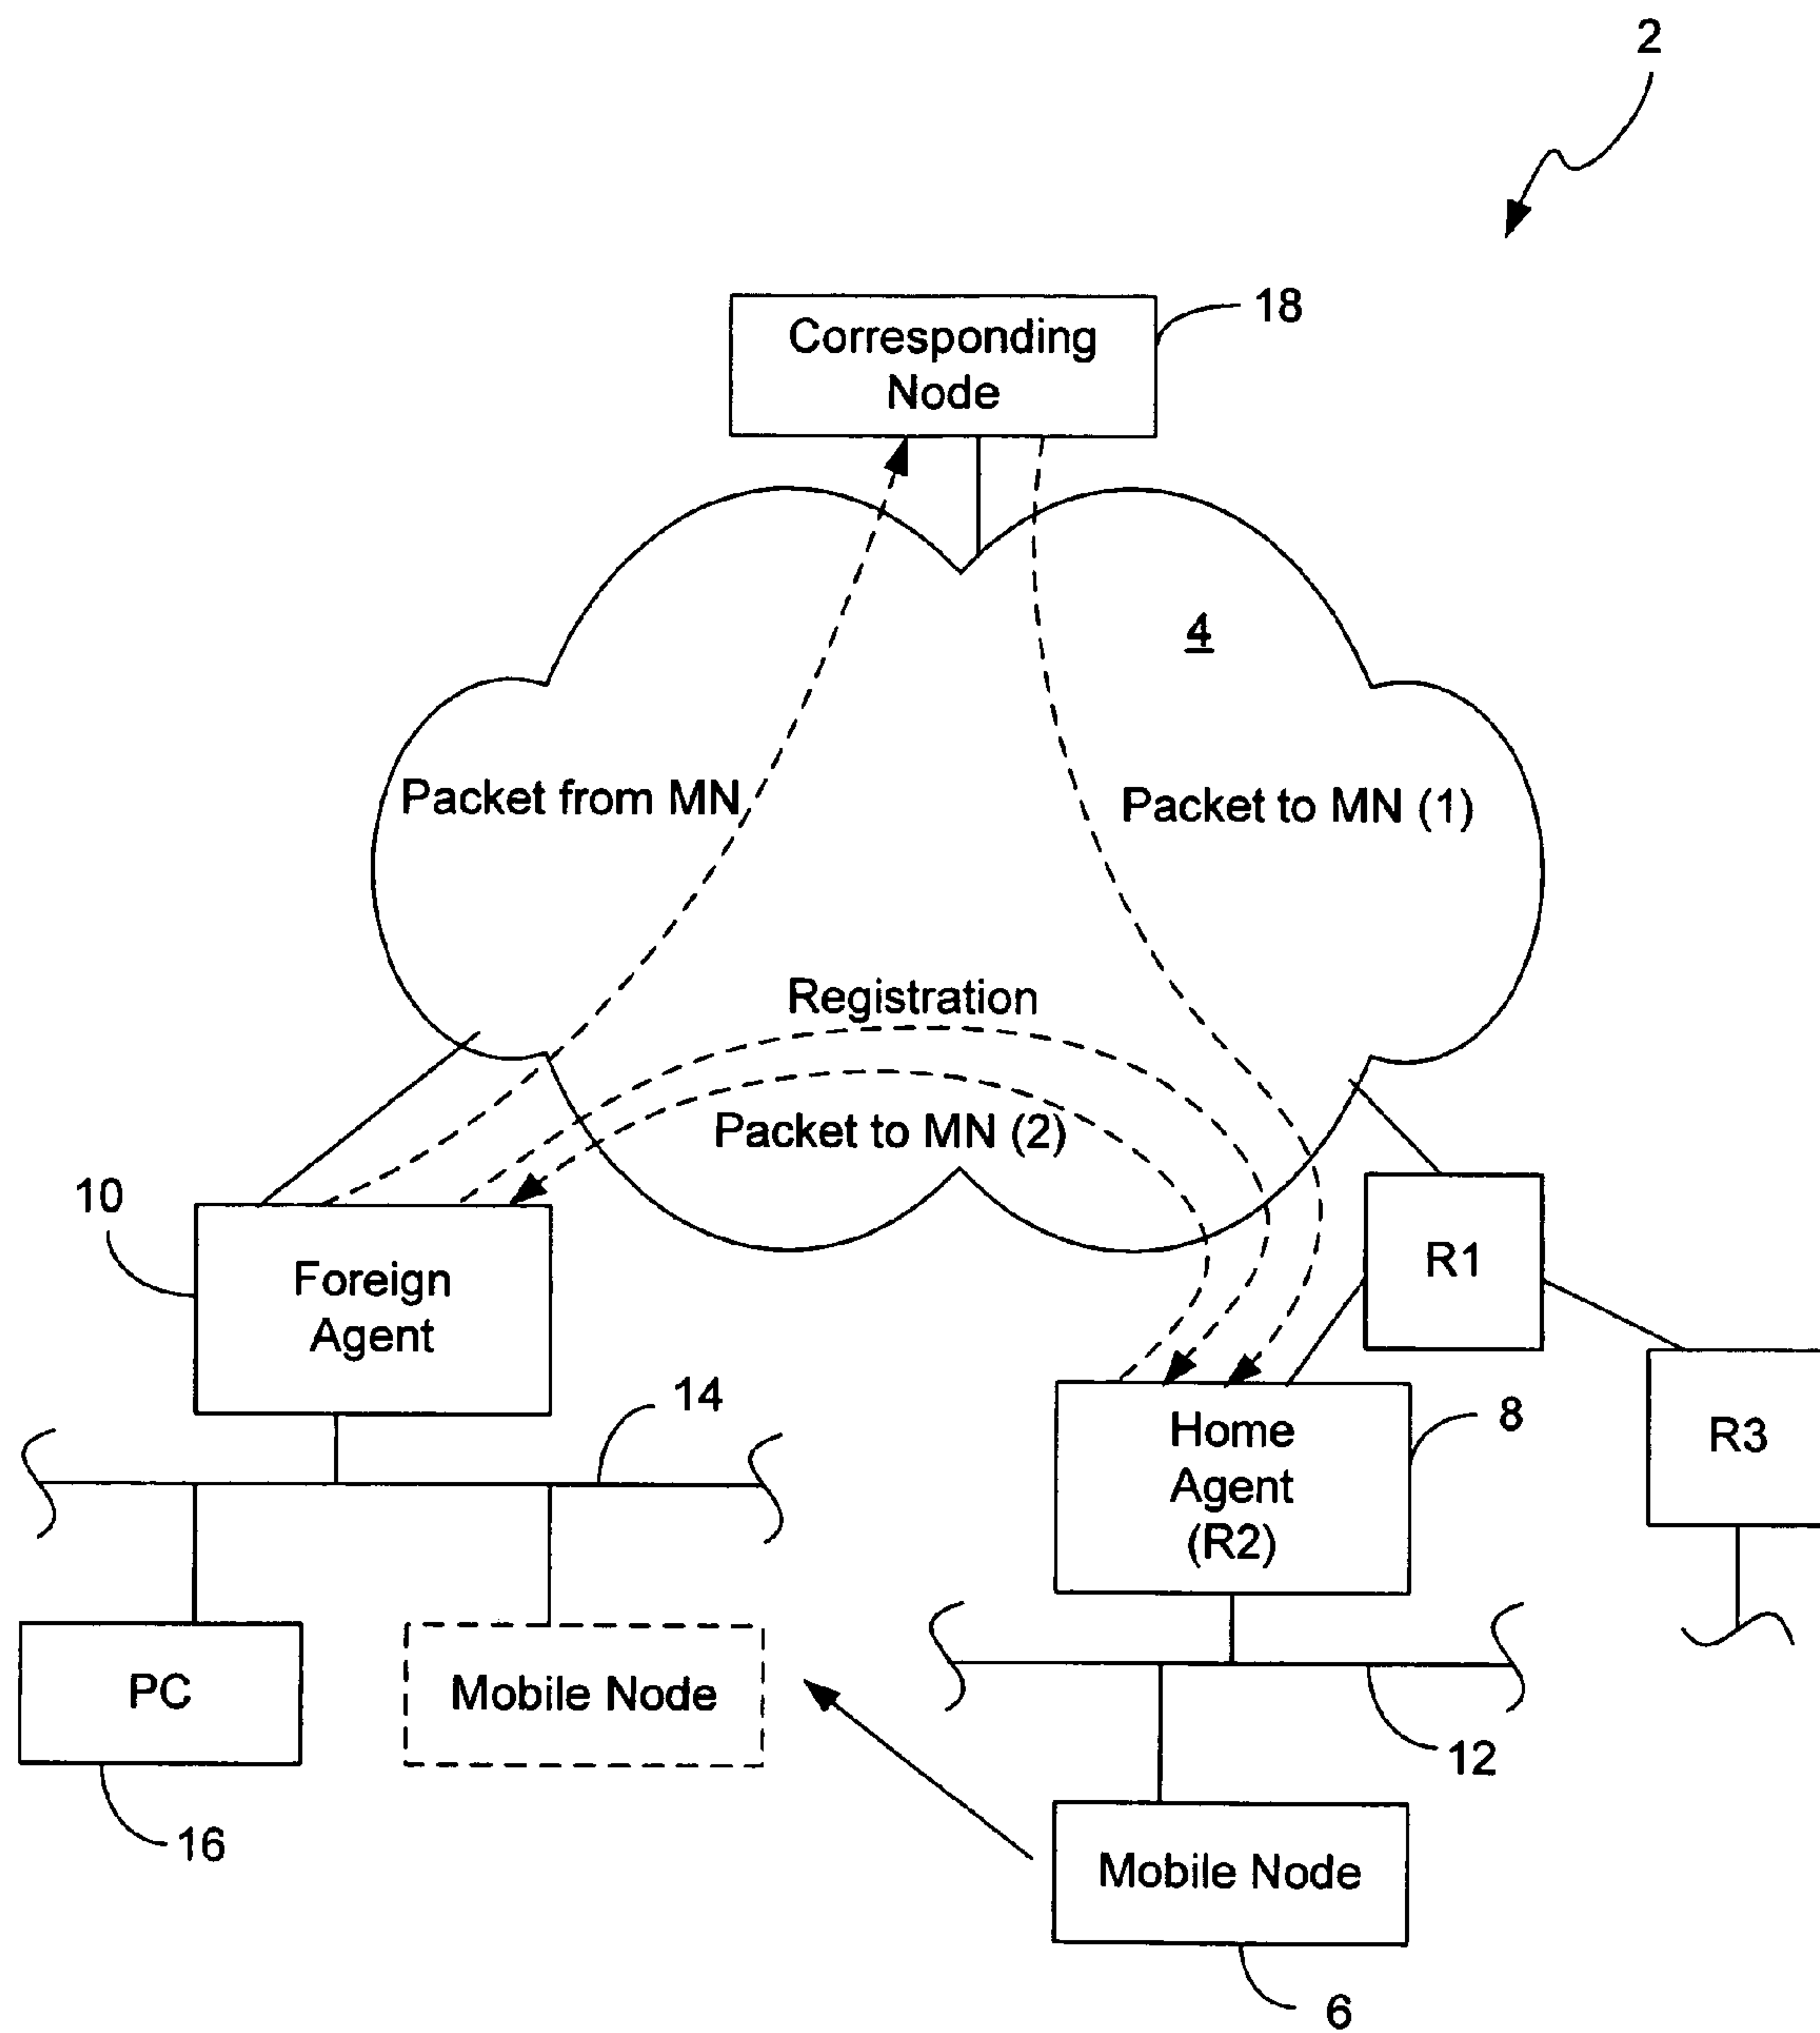 2
18
Corresponding
Node
4
Packet from MN
Packet to MN (1)
Registration
Packet to MN (2)
10
Foreign
Agent
R1
14
8
Home
Agent
(R2)
R3
PC
Mobile Node
12
16
Mobile Node
6